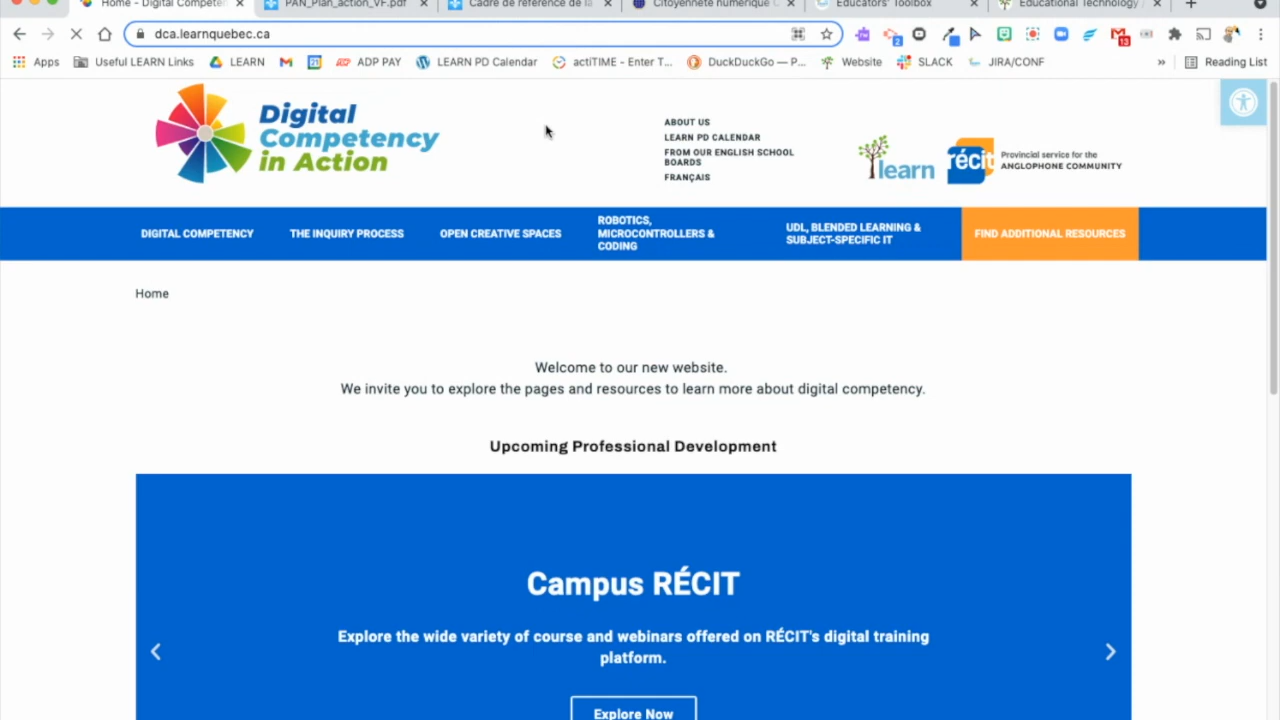 Home - Digital Competen
PAN_Plan_action_VF.pdf
Cadre de référence de la
Citoyenneté numérique
Educators' Toolbox
Educational Technology
dca.learnquebec.ca
2
13
Apps
Useful LEARN Links
LEARN
ADP PAY
LEARN PD Calendar
actiTIME - Enter T...
DuckDuckGo — P...
Website
SLACK
JIRA/CONF
»
Reading List
Digital
Competency
in Action
ABOUT US
LEARN PD CALENDAR
FROM OUR ENGLISH SCHOOL
BOARDS
FRANÇAIS
learn
récit
Provincial service for the
ANGLOPHONE COMMUNITY
DIGITAL COMPETENCY
THE INQUIRY PROCESS
OPEN CREATIVE SPACES
ROBOTICS,
MICROCONTROLLERS &
CODING
UDL, BLENDED LEARNING &
SUBJECT-SPECIFIC IT
FIND ADDITIONAL RESOURCES
Home
Welcome to our new website.
We invite you to explore the pages and resources to learn more about digital competency.
Upcoming Professional Development
Campus RÉCIT
Explore the wide variety of course and webinars offered on RÉCIT's digital training
platform.
Explore Now